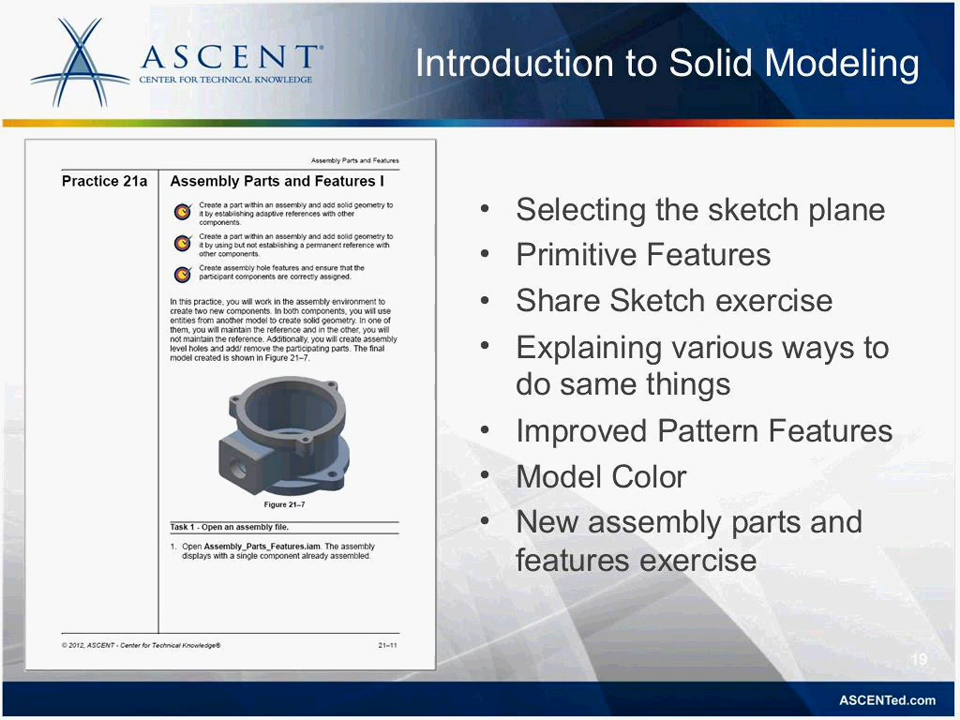 ASCENT®
CENTER FOR TECHNICAL KNOWLEDGE
Introduction to Solid Modeling
Assembly Parts and Features
Practice 21a
Assembly Parts and Features I
Create a part within an assembly and add solid geometry to
it by establishing adaptive references with other
components.
Create a part within an assembly and add solid geometry to
it by using but not establishing a permanent reference with
other components.
Create assembly hole features and ensure that the
participant components are correctly assigned.
In this practice, you will work in the assembly environment to
create two new components. In both components, you will use
entities from another model to create solid geometry. In one of
them, you will maintain the reference and in the other, you will
not maintain the reference. Additionally, you will create assembly
level holes and add/ remove the participating parts. The final
model created is shown in Figure 21–7.
Figure 21–7
Task 1 - Open an assembly file.
1. Open Assembly_Parts_Features.iam. The assembly
displays with a single component already assembled.
© 2012, ASCENT - Center for Technical Knowledge®
21–11
• Selecting the sketch plane
• Primitive Features
• Share Sketch exercise
• Explaining various ways to
do same things
• Improved Pattern Features
• Model Color
• New assembly parts and
features exercise
19
ASCENTed.com